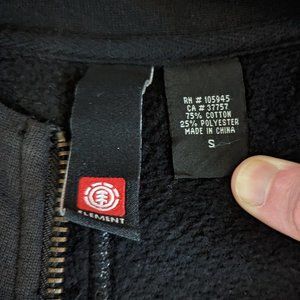 RN # 105945
CA # 37757
75% COTTON
25% POLYESTER
MADE IN CHINA
S
ELEMENT